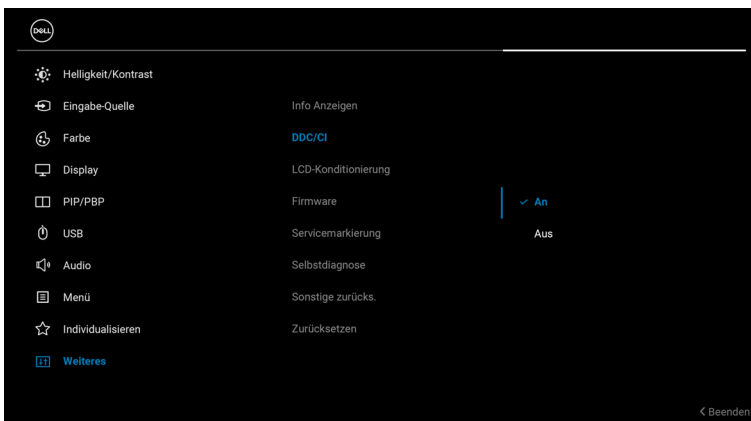 DELL
Helligkeit/Kontrast
Eingabe-Quelle
Farbe
Display
PIP/PBP
USB
Audio
Menü
Individualisieren
Weiteres
Info Anzeigen
DDC/CI
LCD-Konditionierung
Firmware
Servicemarkierung
Selbstdiagnose
Sonstige zurücks.
Zurücksetzen
An
Aus
Beenden